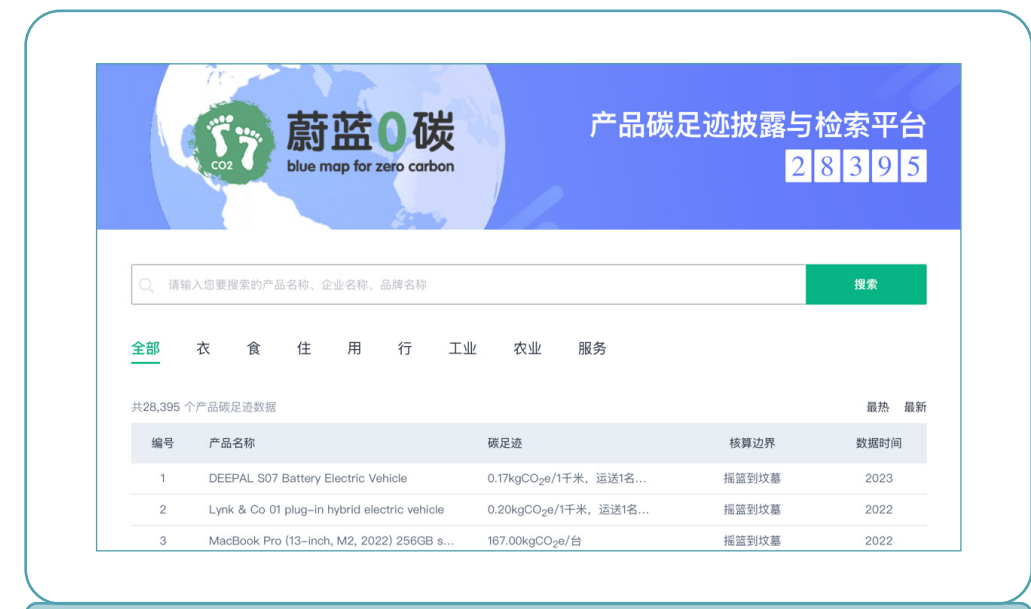 蔚蓝0碳
CO2
blue map for zero carbon
产品碳足迹披露与检索平台
28395
请输入您要搜索的产品名称、企业名称、品牌名称
搜索
全部 衣 食 住 用 行 工业 农业 服务
共28,395 个产品碳足迹数据 最热 最新
编号 产品名称 碳足迹 核算边界 数据时间
1 DEEPAL S07 Battery Electric Vehicle 0.17kgCO₂e/1千米，运送1名... 摇篮到坟墓 2023
2 Lynk & Co 01 plug-in hybrid electric vehicle 0.20kgCO₂e/1千米，运送1名... 摇篮到坟墓 2022
3 MacBook Pro (13-inch, M2, 2022) 256GB s... 167.00kgCO₂e/台 摇篮到坟墓 2022